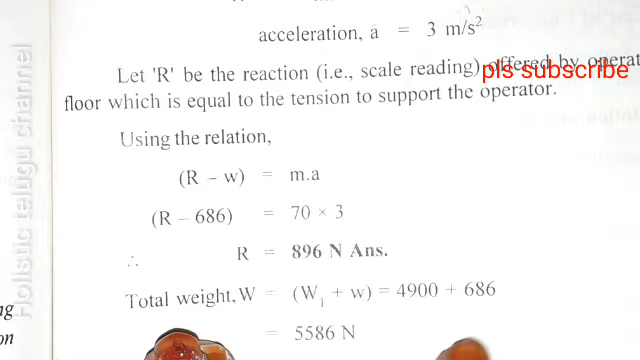 acceleration, a = 3 m/s²
Let 'R' be the reaction (i.e., scale reading) offered by operat
floor which is equal to the tension to support the operator.
Using the relation,
(R – w) = m.a
(R – 686) = 70 × 3
∴ R = 896 N Ans.
Total weight, W = (W₁ + w) = 4900 + 686
= 5586 N
pls subscribe
Holistic telugu channel
ng
on